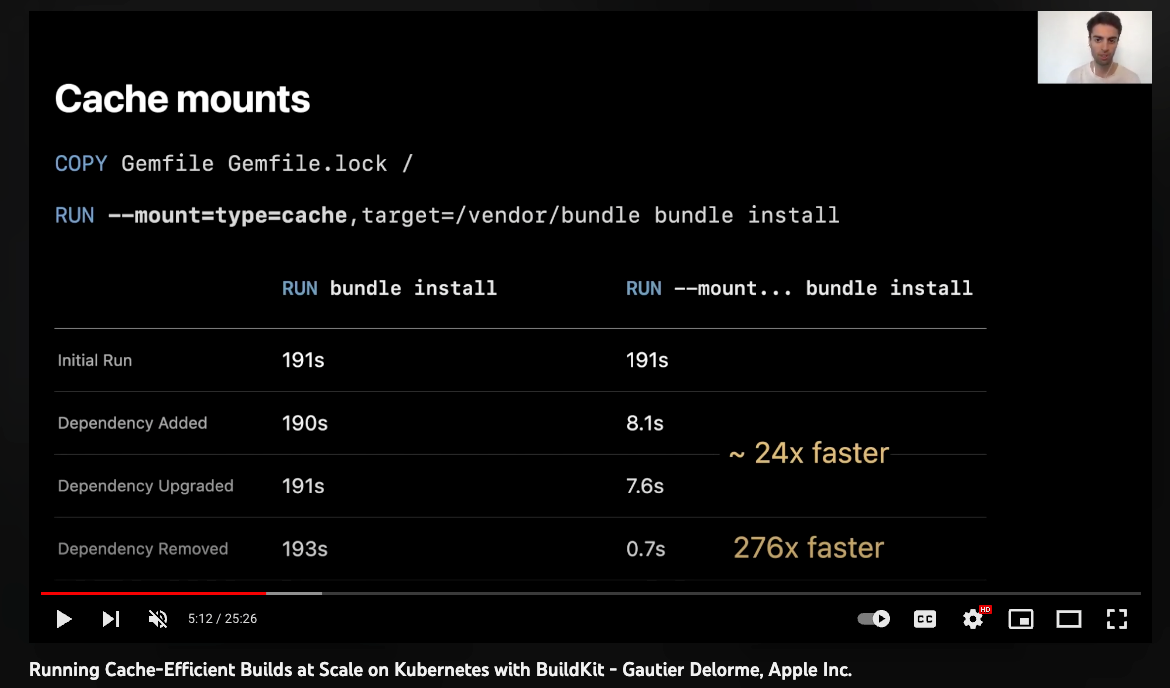 Cache mounts
COPY Gemfile Gemfile.lock /
RUN --mount=type=cache,target=/vendor/bundle bundle install
RUN bundle install RUN --mount... bundle install
Initial Run 191s 191s
Dependency Added 190s 8.1s
~ 24x faster
Dependency Upgraded 191s 7.6s
Dependency Removed 193s 0.7s 276x faster
5:12 / 25:26 CC HD
Running Cache-Efficient Builds at Scale on Kubernetes with BuildKit - Gautier Delorme, Apple Inc.